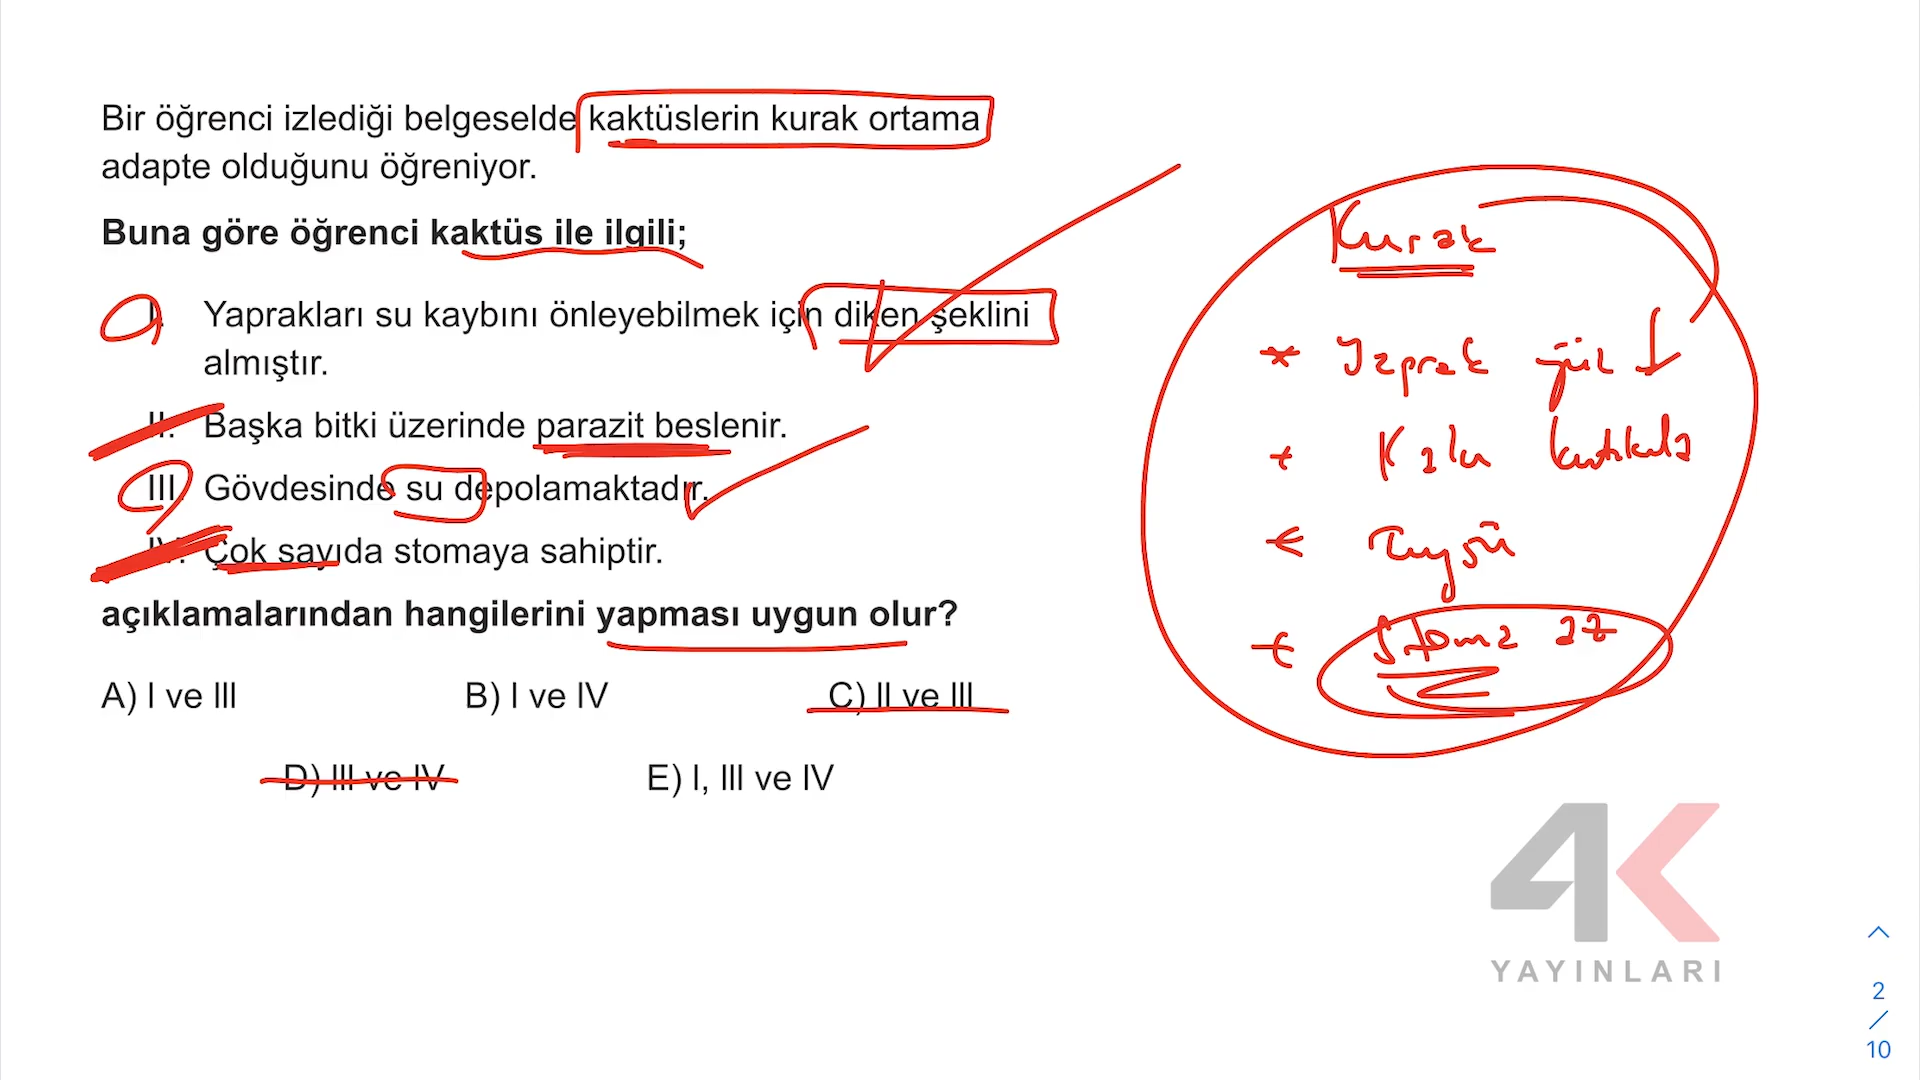 Bir öğrenci izlediği belgeselde kaktüslerin kurak ortama
adapte olduğunu öğreniyor.
Buna göre öğrenci kaktüs ile ilgili;
I. Yaprakları su kaybını önleyebilmek için diken şeklini
almıştır.
II. Başka bitki üzerinde parazit beslenir.
III. Gövdesinde su depolamaktadır.
IV. Çok sayıda stomaya sahiptir.
açıklamalarından hangilerini yapması uygun olur?
A) I ve III B) I ve IV C) II ve III
D) III ve IV E) I, III ve IV
Kurak
Yaprak yüz ↓
Kalın kutikula
Stoma az
4K
YAYINLARI
2
/
10